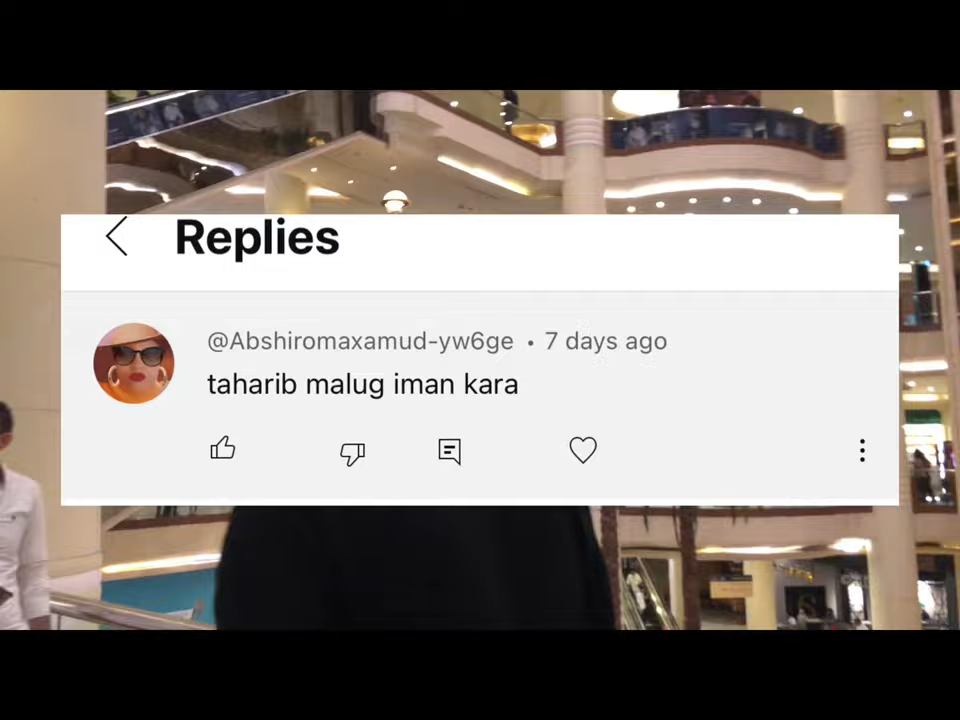 Replies
@Abshiromaxamud-yw6ge • 7 days ago
taharib malug iman kara